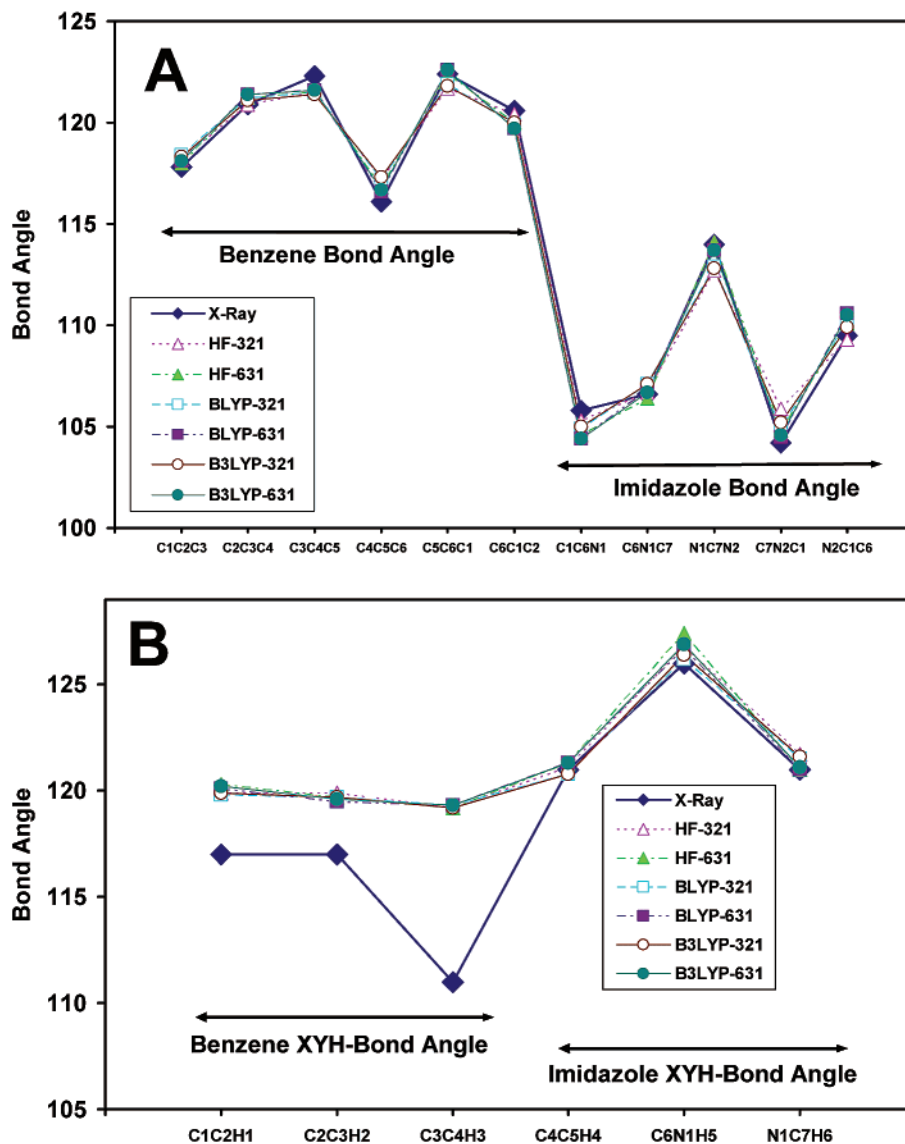 A
Bond Angle
125
120
115
110
105
100
Benzene Bond Angle
X-Ray
HF-321
HF-631
BLYP-321
BLYP-631
B3LYP-321
B3LYP-631
Imidazole Bond Angle
C1C2C3 C2C3C4 C3C4C5 C4C5C6 C5C6C1 C6C1C2 C1C6N1 C6N1C7 N1C7N2 C7N2C1 N2C1C6
B
Bond Angle
125
120
115
110
105
X-Ray
HF-321
HF-631
BLYP-321
BLYP-631
B3LYP-321
B3LYP-631
Benzene XYH-Bond Angle
Imidazole XYH-Bond Angle
C1C2H1 C2C3H2 C3C4H3 C4C5H4 C6N1H5 N1C7H6